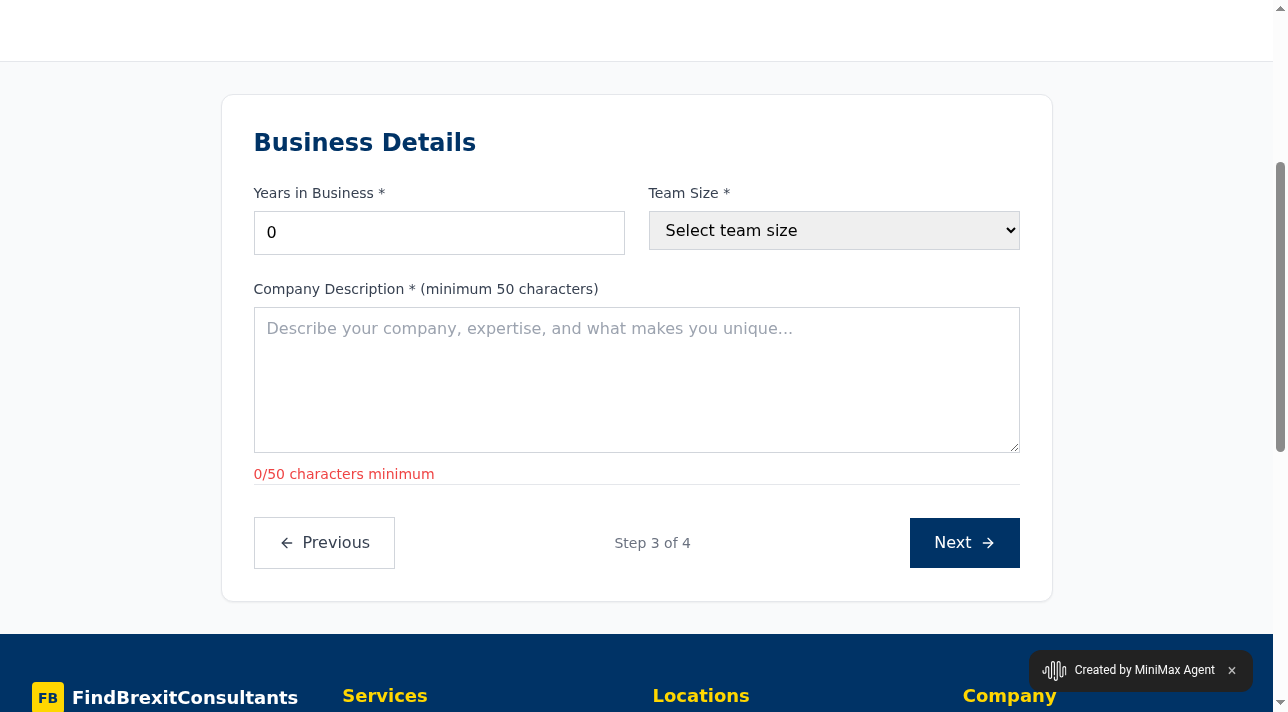 Business Details
Years in Business *
Team Size *
0
Select team size
Company Description * (minimum 50 characters)
Describe your company, expertise, and what makes you unique...
0/50 characters minimum
Previous
Step 3 of 4
Next
Created by MiniMax Agent
FB FindBrexitConsultants
Services
Locations
Company